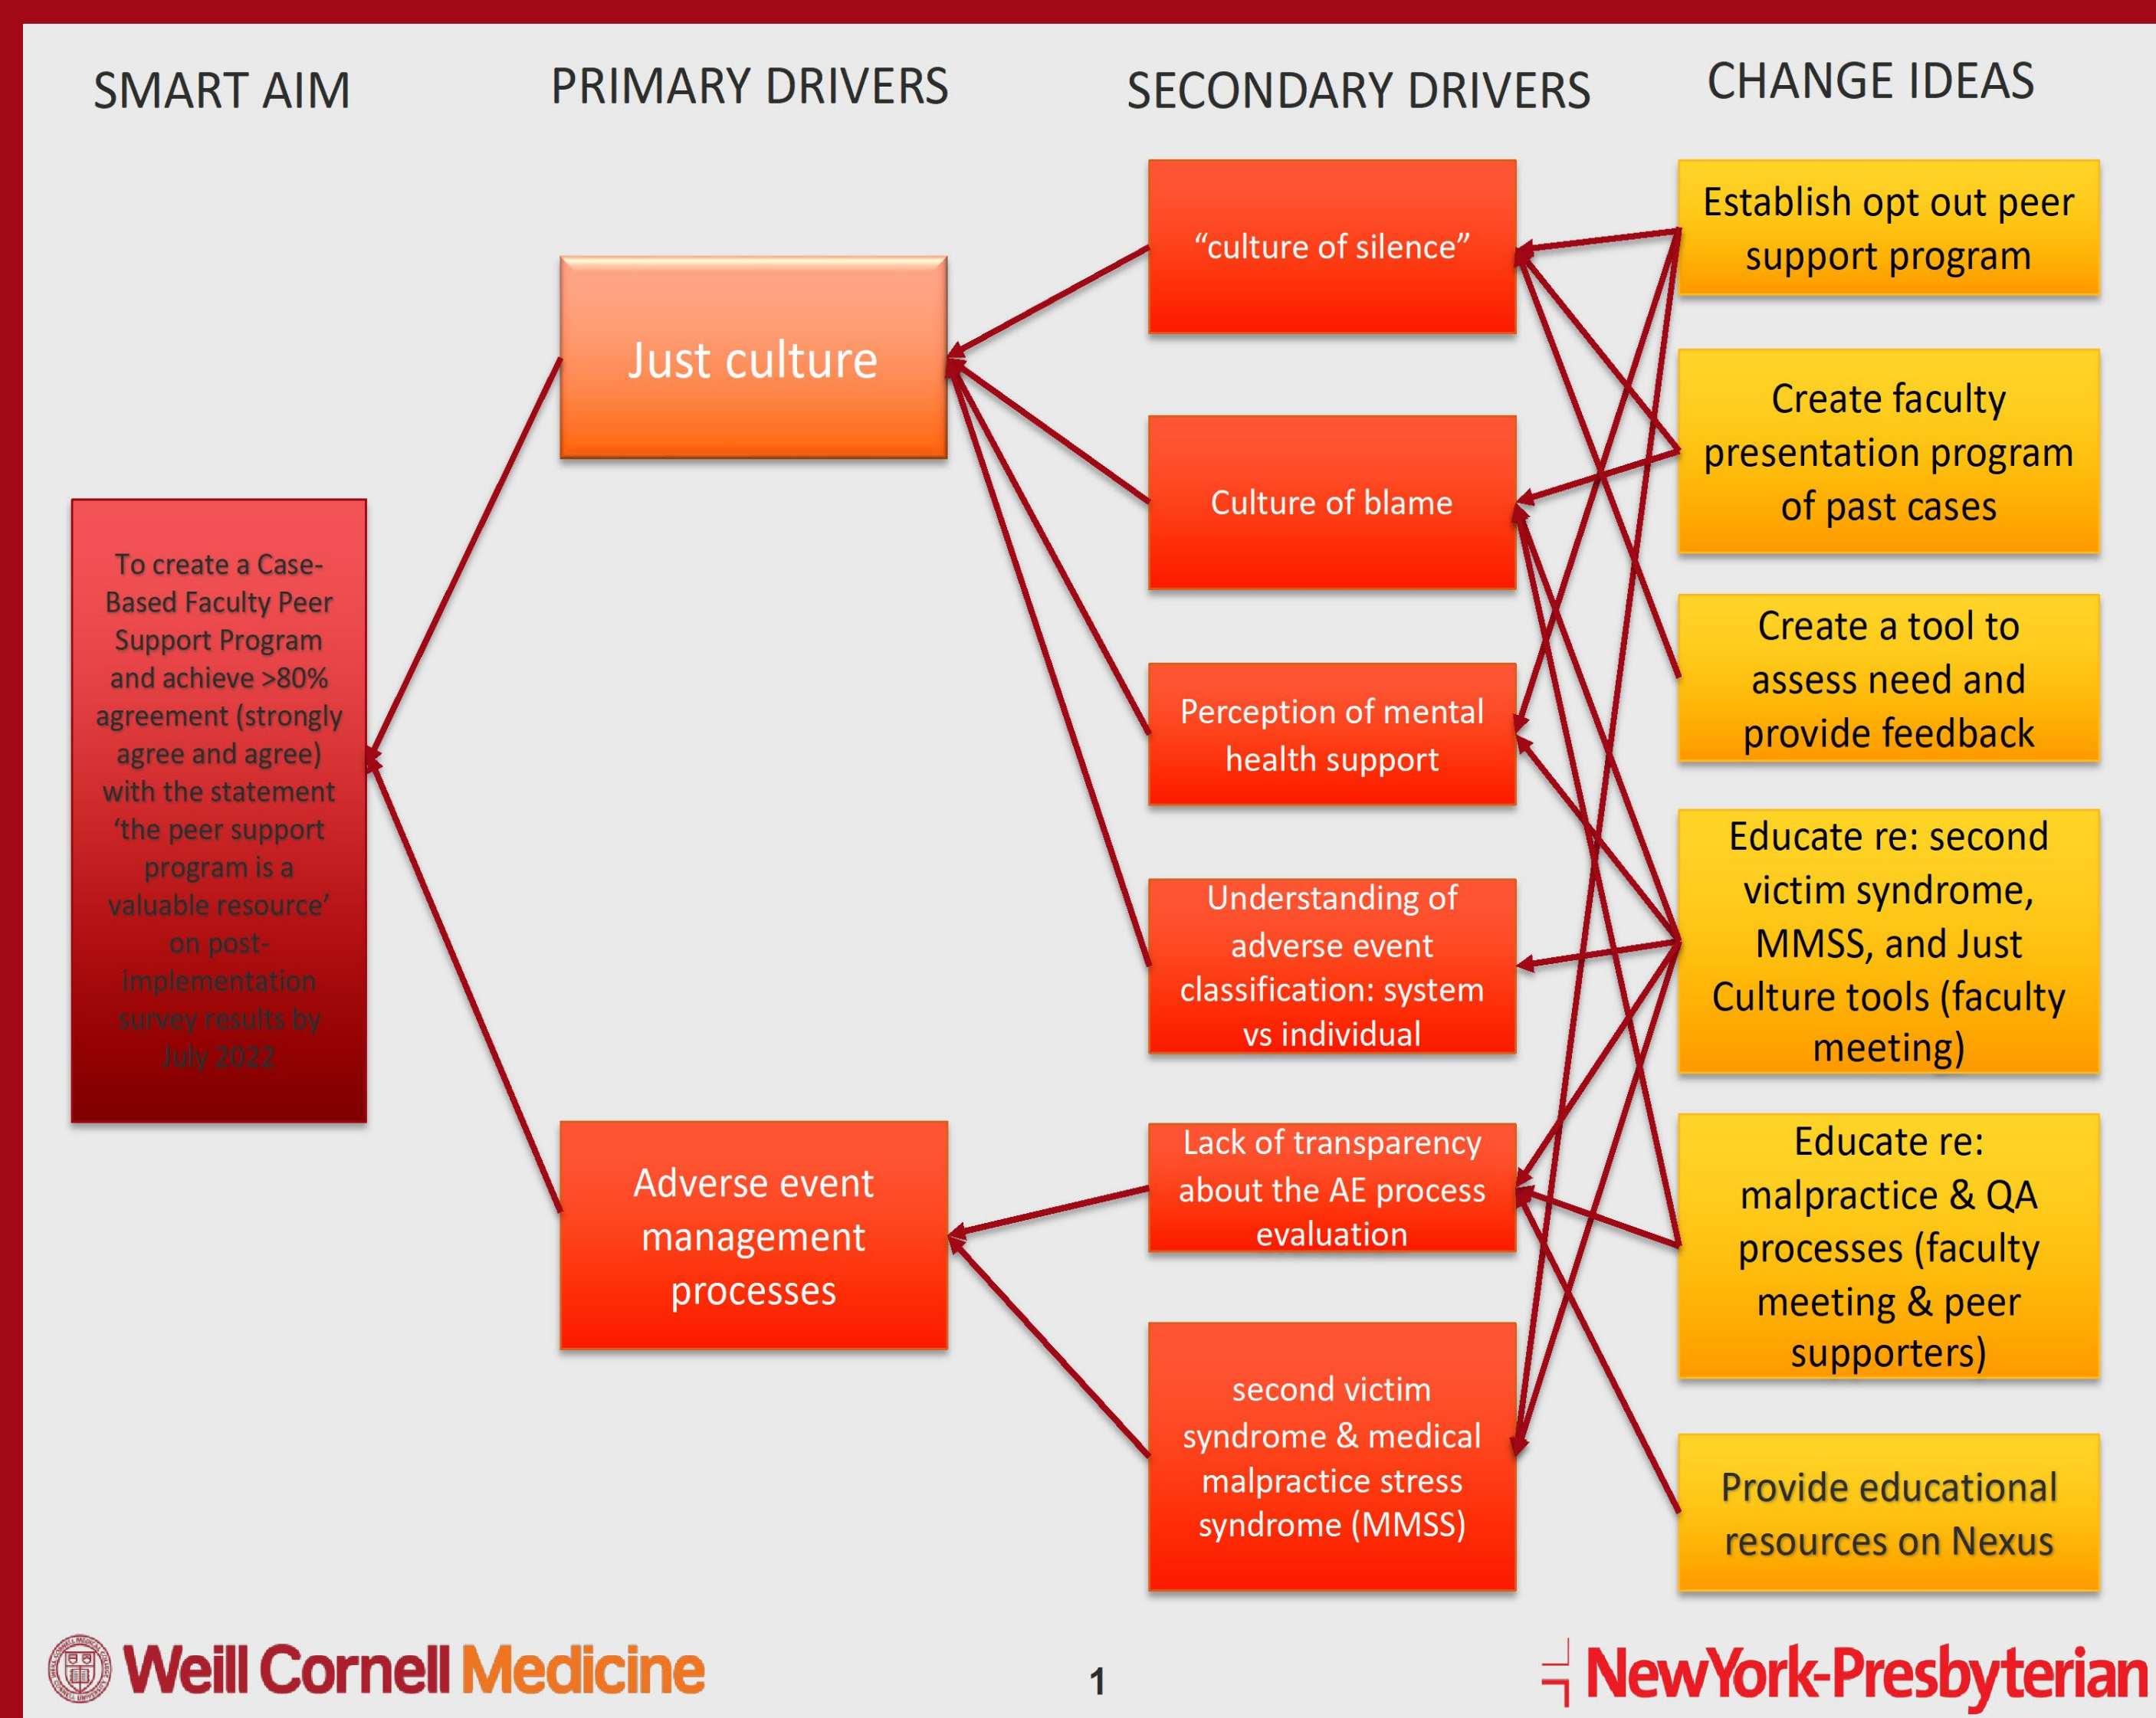 SMART AIM
PRIMARY DRIVERS
SECONDARY DRIVERS
CHANGE IDEAS
To create a Case-
Based Faculty Peer
Support Program
and achieve >80%
agreement (strongly
agree and agree)
with the statement
‘the peer support
program is a
valuable resource’
on post-
implementation
survey results by
July 2022
Just culture
Adverse event
management
processes
“culture of silence”
Culture of blame
Perception of mental
health support
Understanding of
adverse event
classification: system
vs individual
Lack of transparency
about the AE process
evaluation
second victim
syndrome & medical
malpractice stress
syndrome (MMSS)
Establish opt out peer
support program
Create faculty
presentation program
of past cases
Create a tool to
assess need and
provide feedback
Educate re: second
victim syndrome,
MMSS, and Just
Culture tools (faculty
meeting)
Educate re:
malpractice & QA
processes (faculty
meeting & peer
supporters)
Provide educational
resources on Nexus
Weill Cornell Medicine
1
NewYork-Presbyterian